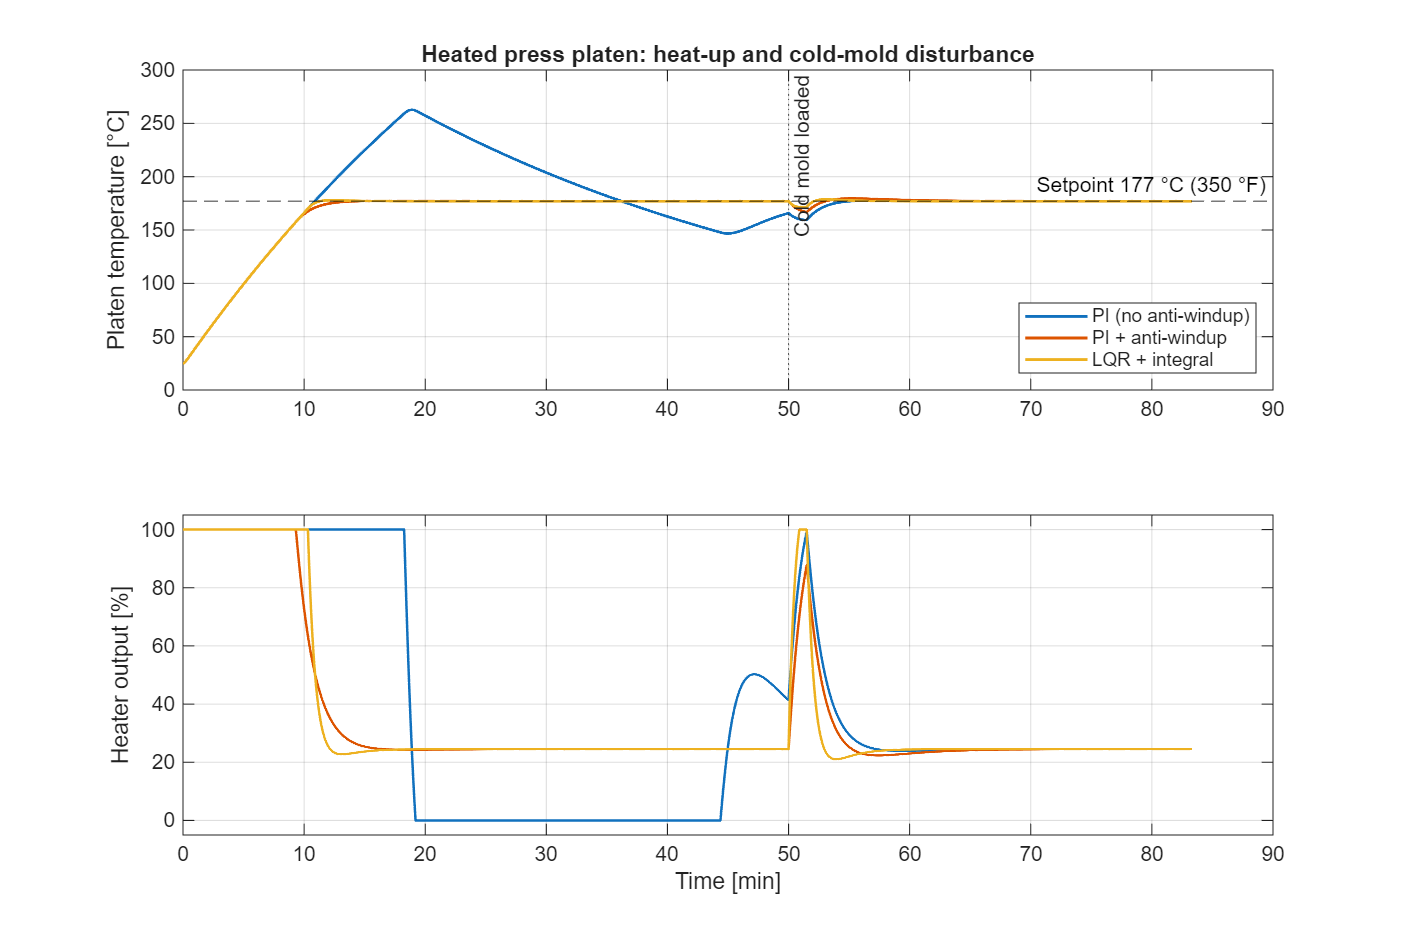 Heated press platen: heat-up and cold-mold disturbance
Platen temperature [°C]
300
250
200
150
100
50
0
0 10 20 30 40 50 60 70 80 90
Cold mold loaded
Setpoint 177 °C (350 °F)
PI (no anti-windup)
PI + anti-windup
LQR + integral
Heater output [%]
100
80
60
40
20
0
0 10 20 30 40 50 60 70 80 90
Time [min]